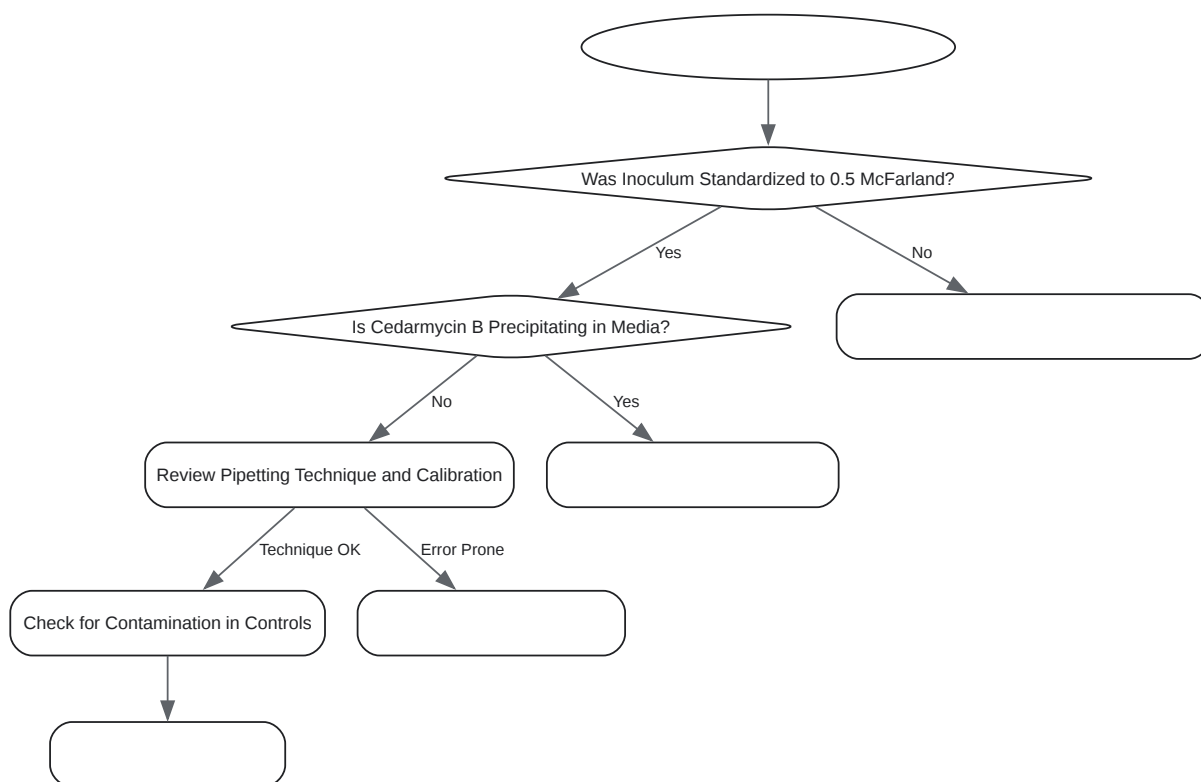 Was Inoculum Standardized to 0.5 McFarland?
Yes
No
Is Cedarmycin B Precipitating in Media?
No
Yes
Review Pipetting Technique and Calibration
Technique OK
Error Prone
Check for Contamination in Controls